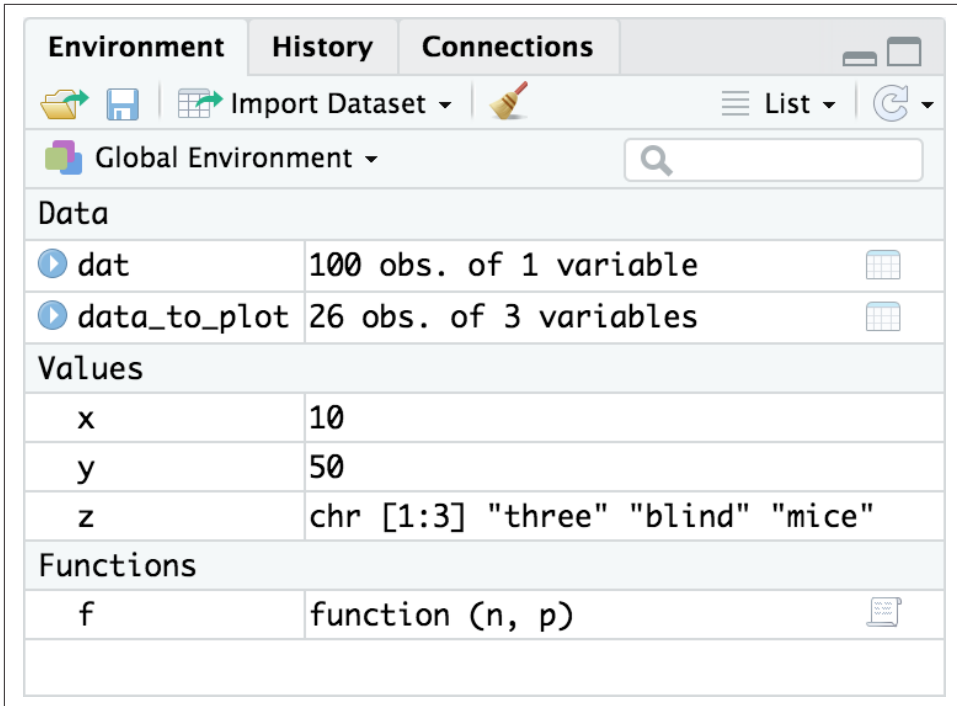 Environment History Connections
Import Dataset List
Global Environment
Data
dat 100 obs. of 1 variable
data_to_plot 26 obs. of 3 variables
Values
x 10
y 50
z chr [1:3] "three" "blind" "mice"
Functions
f function (n, p)